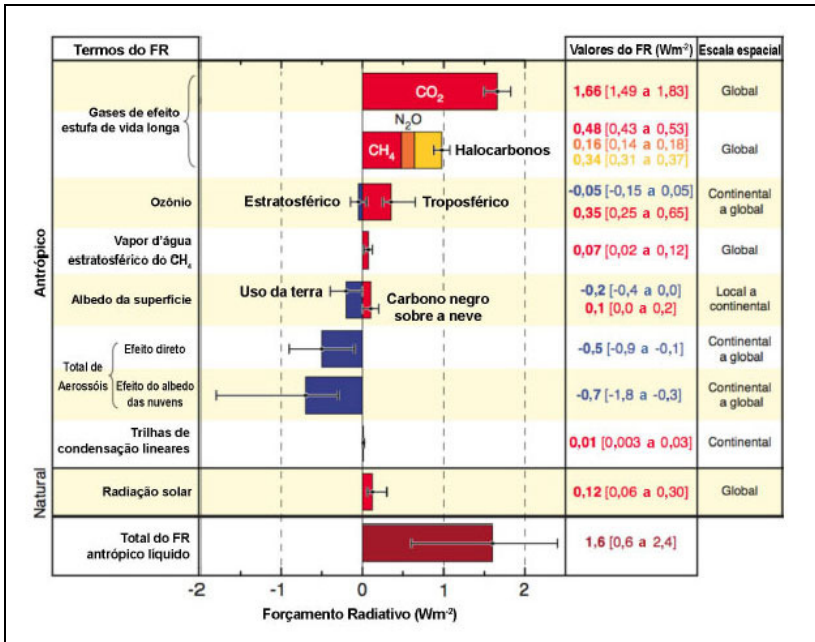 Termos do FR
Valores do FR (Wm⁻²)
Escala espacial
Antrópico
Gases de efeito
estufa de vida longa
CO₂
1,66 [1,49 a 1,83]
Global
N₂O
CH₄
Halocarbonos
0,48 [0,43 a 0,53]
0,16 [0,14 a 0,18]
0,34 [0,31 a 0,37]
Global
Ozônio
Estratosférico
Troposférico
-0,05 [-0,15 a 0,05]
0,35 [0,25 a 0,65]
Continental
a global
Vapor d'água
estratosférico do CH₄
0,07 [0,02 a 0,12]
Global
Albedo da superfície
Uso da terra
Carbono negro
sobre a neve
-0,2 [-0,4 a 0,0]
0,1 [0,0 a 0,2]
Local a
continental
Total de
Aerossóis
Efeito direto
-0,5 [-0,9 a -0,1]
Continental
a global
Efeito do albedo
das nuvens
-0,7 [-1,8 a -0,3]
Continental
a global
Trilhas de
condensação lineares
0,01 [0,003 a 0,03]
Continental
Natural
Radiação solar
0,12 [0,06 a 0,30]
Global
Total do FR
antrópico líquido
1,6 [0,6 a 2,4]
-2
-1
0
1
2
Forçamento Radiativo (Wm⁻²)